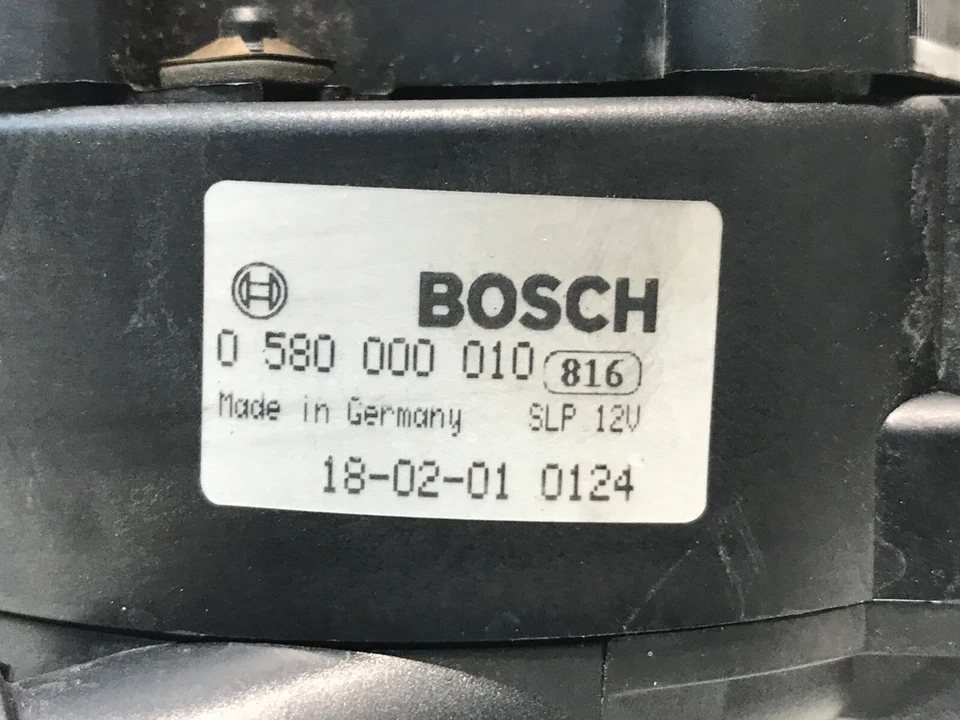 BOSCH
0 580 000 010 816
Made in Germany SLP 12V
18-02-01 0124